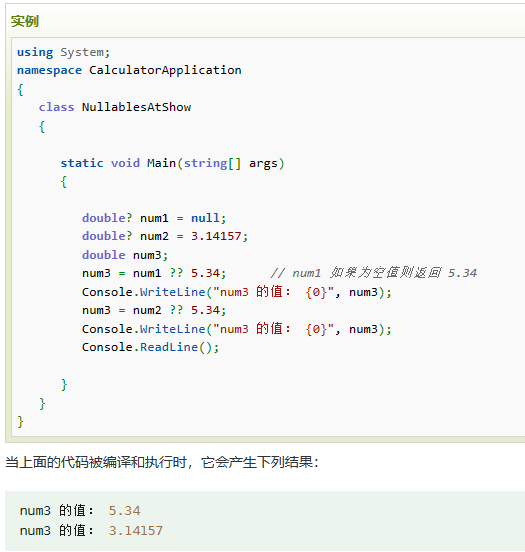 实例
using System;
namespace CalculatorApplication
{
   class NullablesAtShow
   {

      static void Main(string[] args)
      {

         double? num1 = null;
         double? num2 = 3.14157;
         double num3;
         num3 = num1 ?? 5.34;      // num1 如果为空值则返回 5.34
         Console.WriteLine("num3 的值： {0}", num3);
         num3 = num2 ?? 5.34;
         Console.WriteLine("num3 的值： {0}", num3);
         Console.ReadLine();

      }
   }
}
当上面的代码被编译和执行时，它会产生下列结果：
num3 的值： 5.34
num3 的值： 3.14157